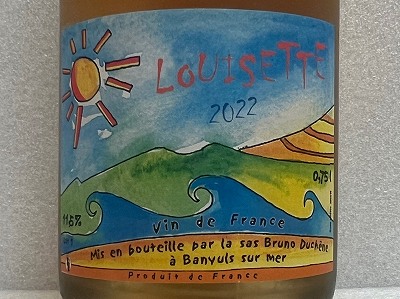 LOUISETTE
2022
0,75l
11.5%
Vin de France
Mis en bouteille par la sas Bruno Duchêne
à Banyuls sur mer
Produit de France